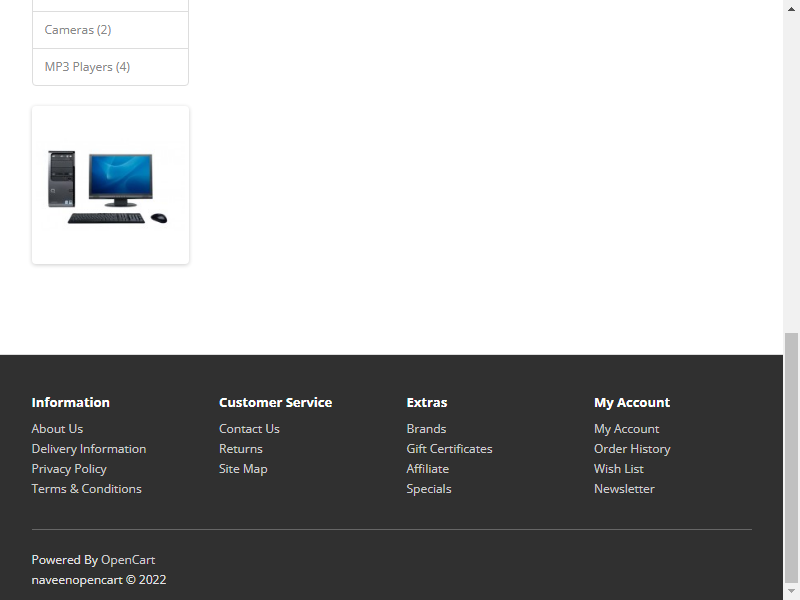 Cameras (2)
MP3 Players (4)
Information
About Us
Delivery Information
Privacy Policy
Terms & Conditions
Customer Service
Contact Us
Returns
Site Map
Extras
Brands
Gift Certificates
Affiliate
Specials
My Account
My Account
Order History
Wish List
Newsletter
Powered By OpenCart
naveenopencart © 2022